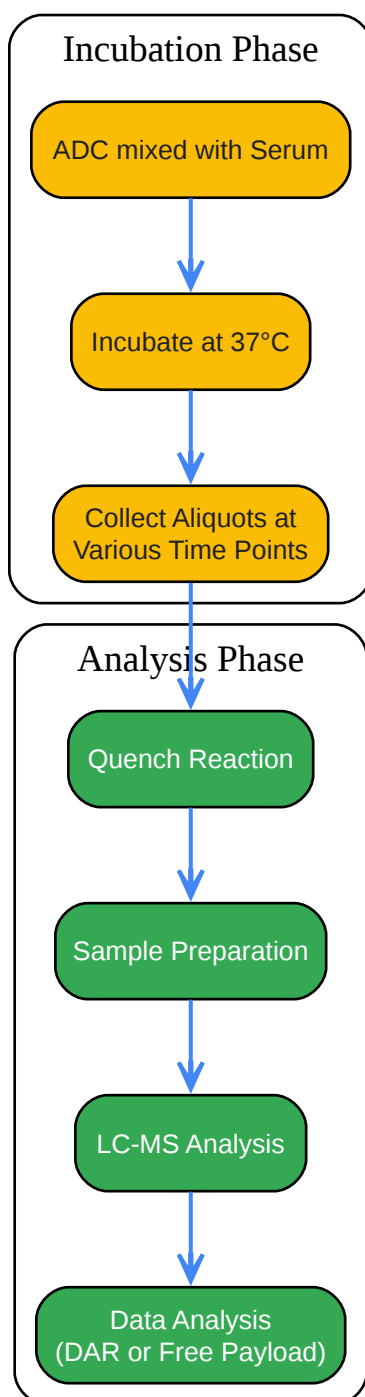 Incubation Phase
ADC mixed with Serum
Incubate at 37°C
Collect Aliquots at
Various Time Points
Analysis Phase
Quench Reaction
Sample Preparation
LC-MS Analysis
Data Analysis
(DAR or Free Payload)